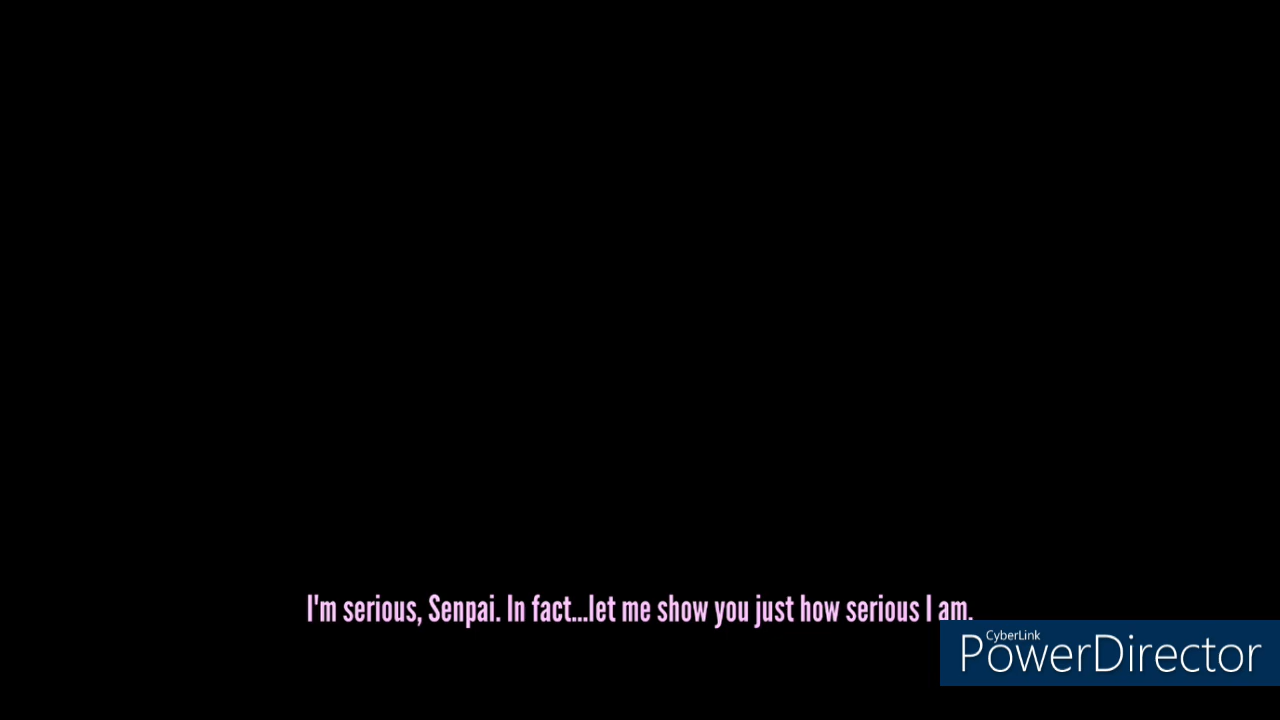 I'm serious, Senpai. In fact...let me show you just how serious I am.
CyberLink
PowerDirector